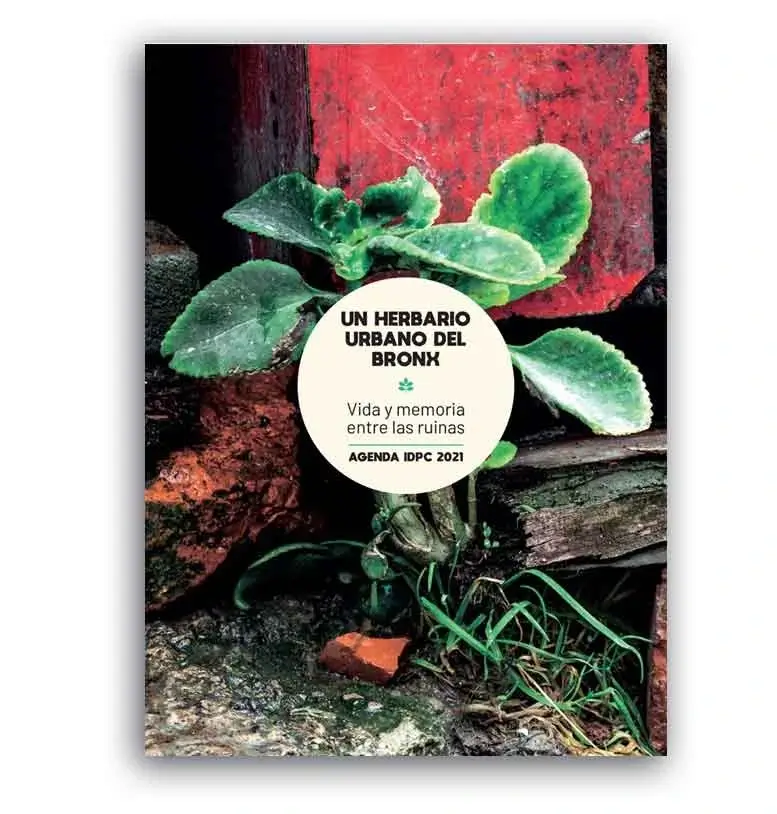 UN HERBARIO
URBANO DEL
BRONX
Vida y memoria
entre las ruinas
AGENDA IDPC 2021